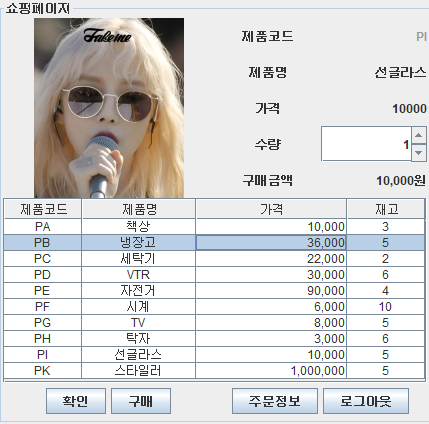 쇼핑페이지
Fakeme
제품코드 PI
제품명 선글라스
가격 10000
수량 1
구매금액 10,000원
제품코드 제품명 가격 재고
PA 책상 10,000 3
PB 냉장고 36,000 5
PC 세탁기 22,000 2
PD VTR 30,000 6
PE 자전거 90,000 4
PF 시계 6,000 10
PG TV 8,000 5
PH 탁자 3,000 6
PI 선글라스 10,000 5
PK 스타일러 1,000,000 5
확인 구매 주문정보 로그아웃